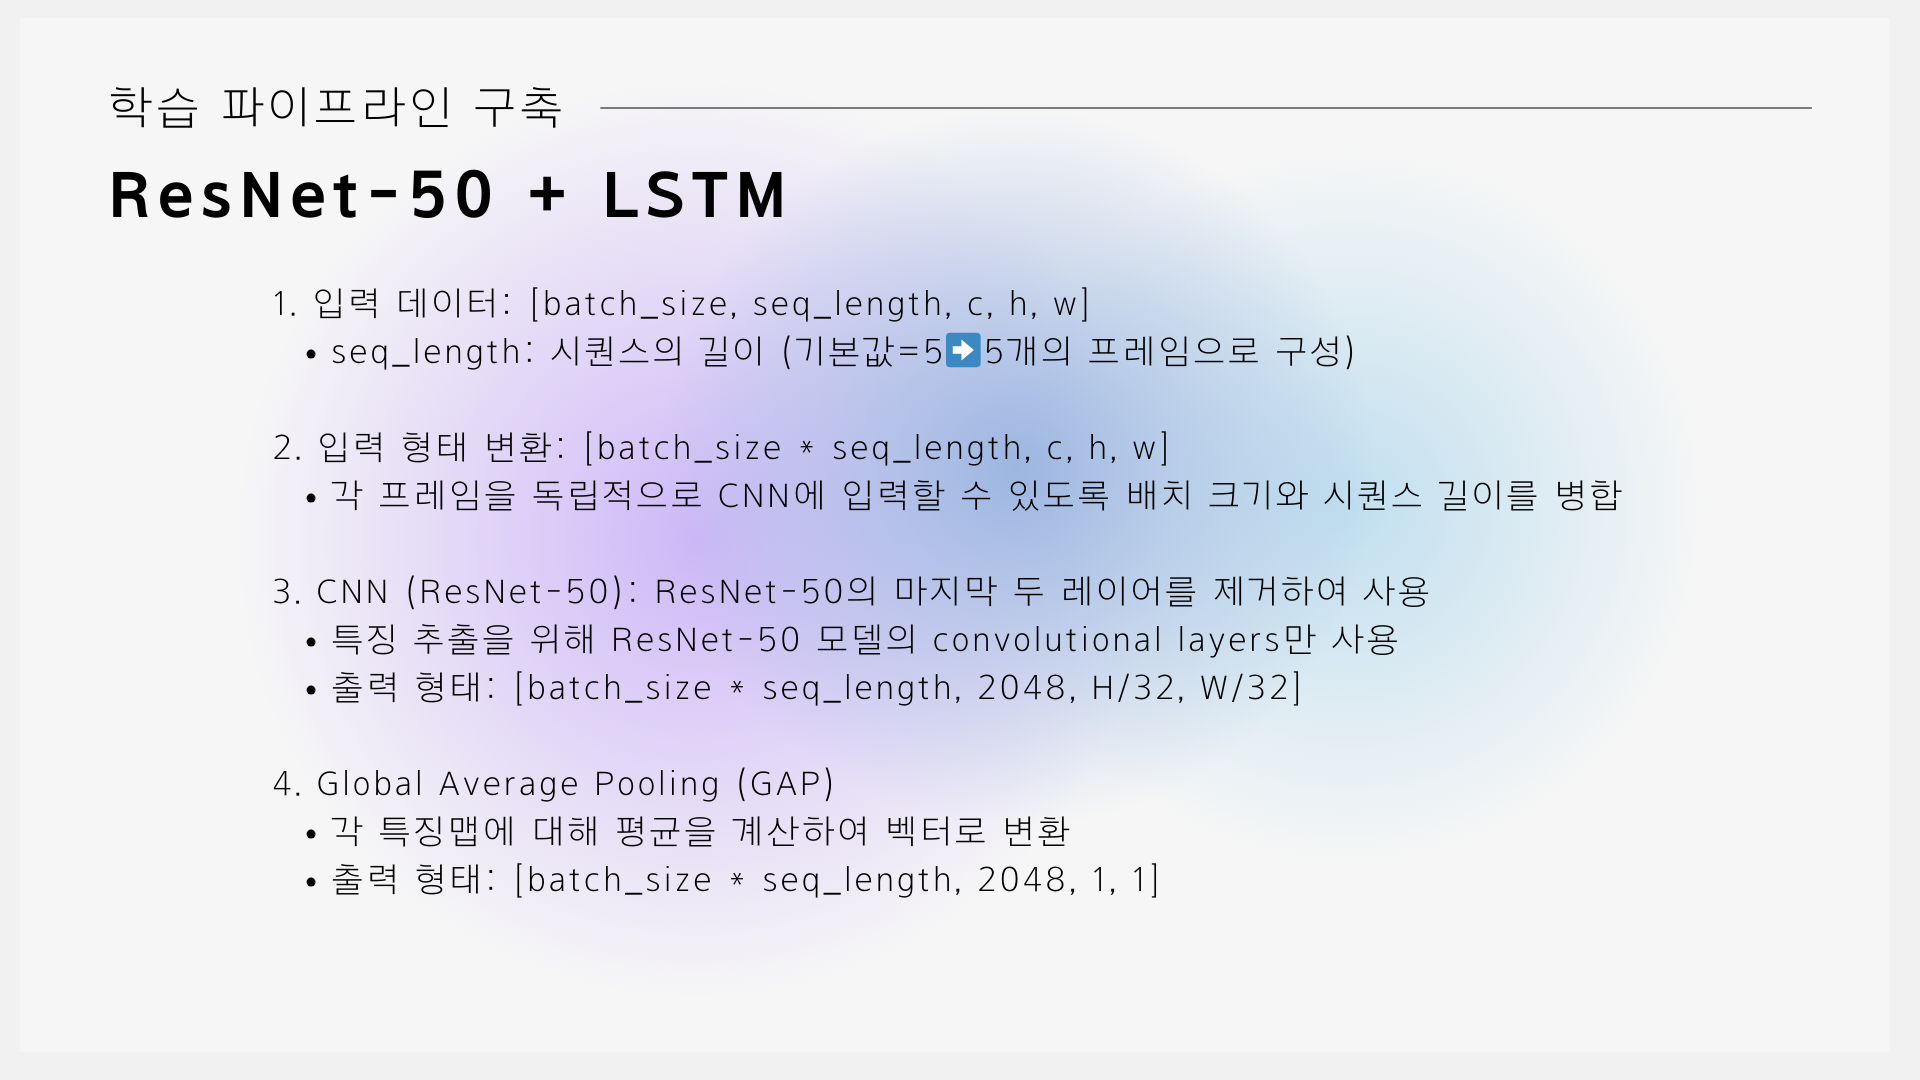 학습 파이프라인 구축
ResNet-50 + LSTM
1. 입력 데이터: [batch_size, seq_length, c, h, w]
• seq_length: 시퀀스의 길이 (기본값=5➡️5개의 프레임으로 구성)
2. 입력 형태 변환: [batch_size * seq_length, c, h, w]
• 각 프레임을 독립적으로 CNN에 입력할 수 있도록 배치 크기와 시퀀스 길이를 병합
3. CNN (ResNet-50): ResNet-50의 마지막 두 레이어를 제거하여 사용
• 특징 추출을 위해 ResNet-50 모델의 convolutional layers만 사용
• 출력 형태: [batch_size * seq_length, 2048, H/32, W/32]
4. Global Average Pooling (GAP)
• 각 특징맵에 대해 평균을 계산하여 벡터로 변환
• 출력 형태: [batch_size * seq_length, 2048, 1, 1]